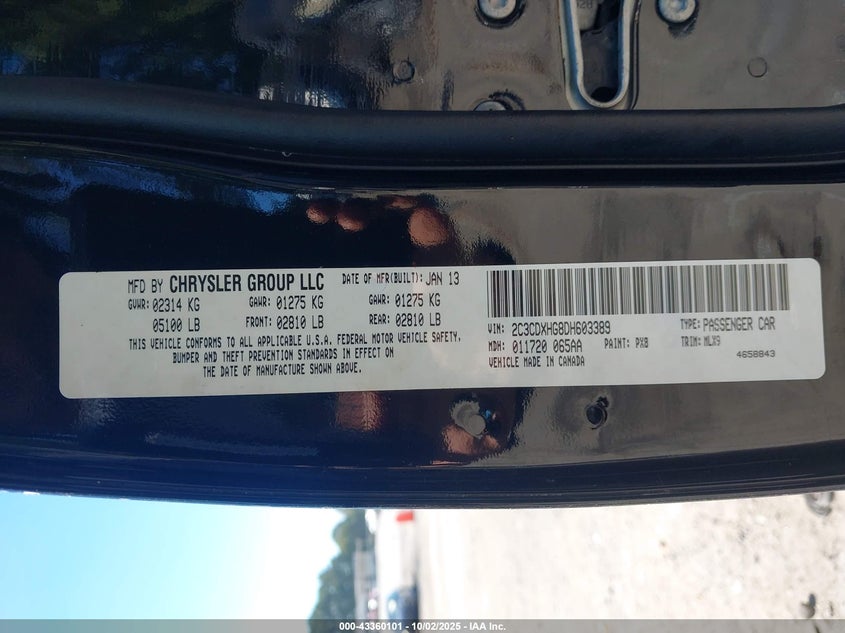 MFD BY CHRYSLER GROUP LLC DATE OF MFR(BUILT): JAN 13
GVWR: 02314 KG GAWR: 01275 KG GAWR: 01275 KG
05100 LB FRONT: 02810 LB REAR: 02810 LB
THIS VEHICLE CONFORMS TO ALL APPLICABLE U.S.A. FEDERAL MOTOR VEHICLE SAFETY,
BUMPER AND THEFT PREVENTION STANDARDS IN EFFECT ON
THE DATE OF MANUFACTURE SHOWN ABOVE.
VIN: 2C3CDXHG8DH603389 TYPE: PASSENGER CAR
MDH: 011720 065AA PAINT: PX8 TRIM: MLX9
VEHICLE MADE IN CANADA 4658843
000-43360101 - 10/02/2025 - IAA Inc.